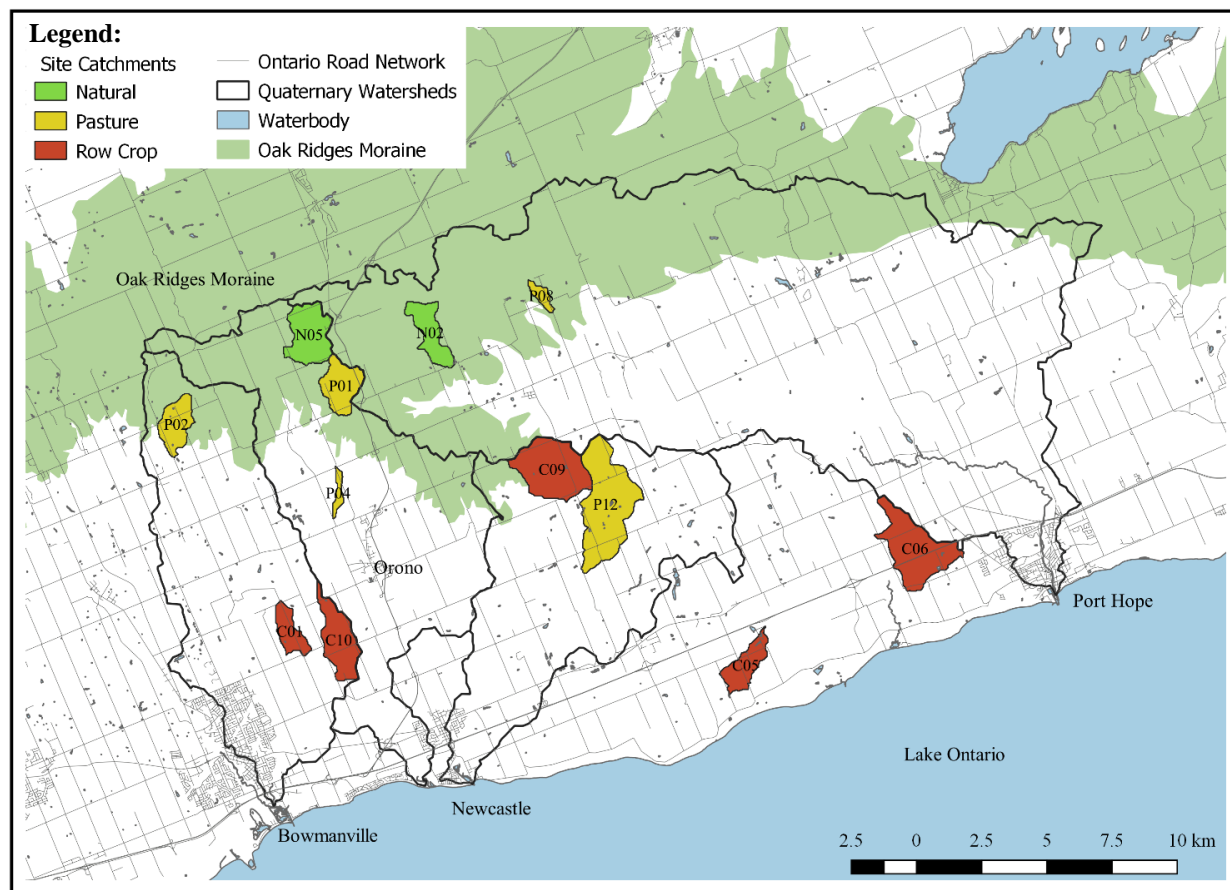 Legend:
Site Catchments
Natural
Pasture
Row Crop
Ontario Road Network
Quaternary Watersheds
Waterbody
Oak Ridges Moraine
Oak Ridges Moraine
P08
N05
N02
P01
P02
C09
P04
P12
C06
Orono
Port Hope
C01
C10
C05
Lake Ontario
Newcastle
Bowmanville
2.5 0 2.5 5 7.5 10 km